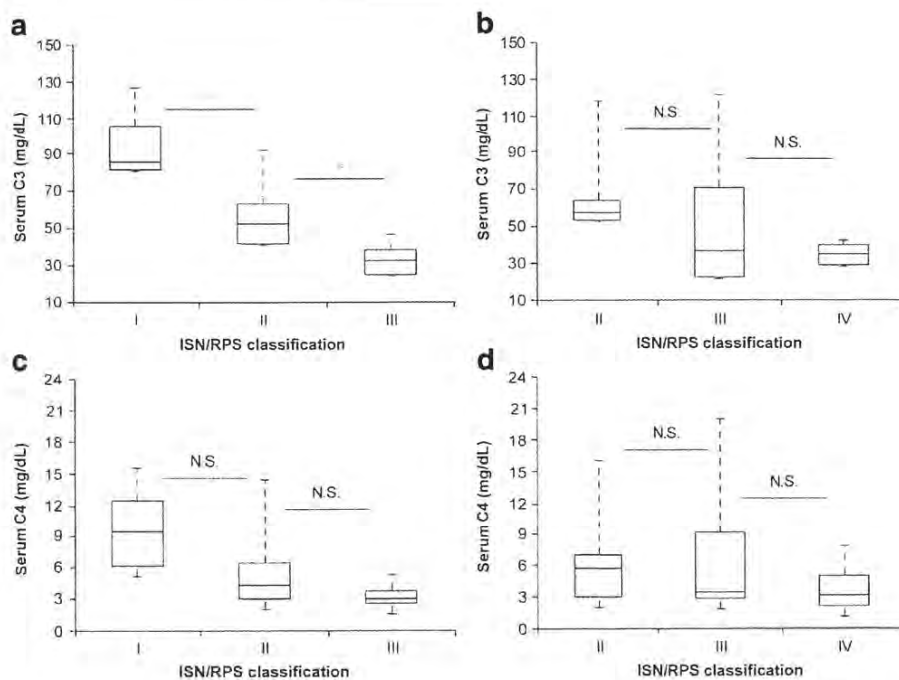 a
150
130
110
90
70
50
30
10
Serum C3 (mg/dL)
I II III
ISN/RPS classification
b
150
130
110
90
70
50
30
10
Serum C3 (mg/dL)
N.S.
N.S.
II III IV
ISN/RPS classification
c
24
21
18
15
12
9
6
3
0
Serum C4 (mg/dL)
N.S.
N.S.
I II III
ISN/RPS classification
d
24
21
18
15
12
9
6
3
0
Serum C4 (mg/dL)
N.S.
N.S.
II III IV
ISN/RPS classification